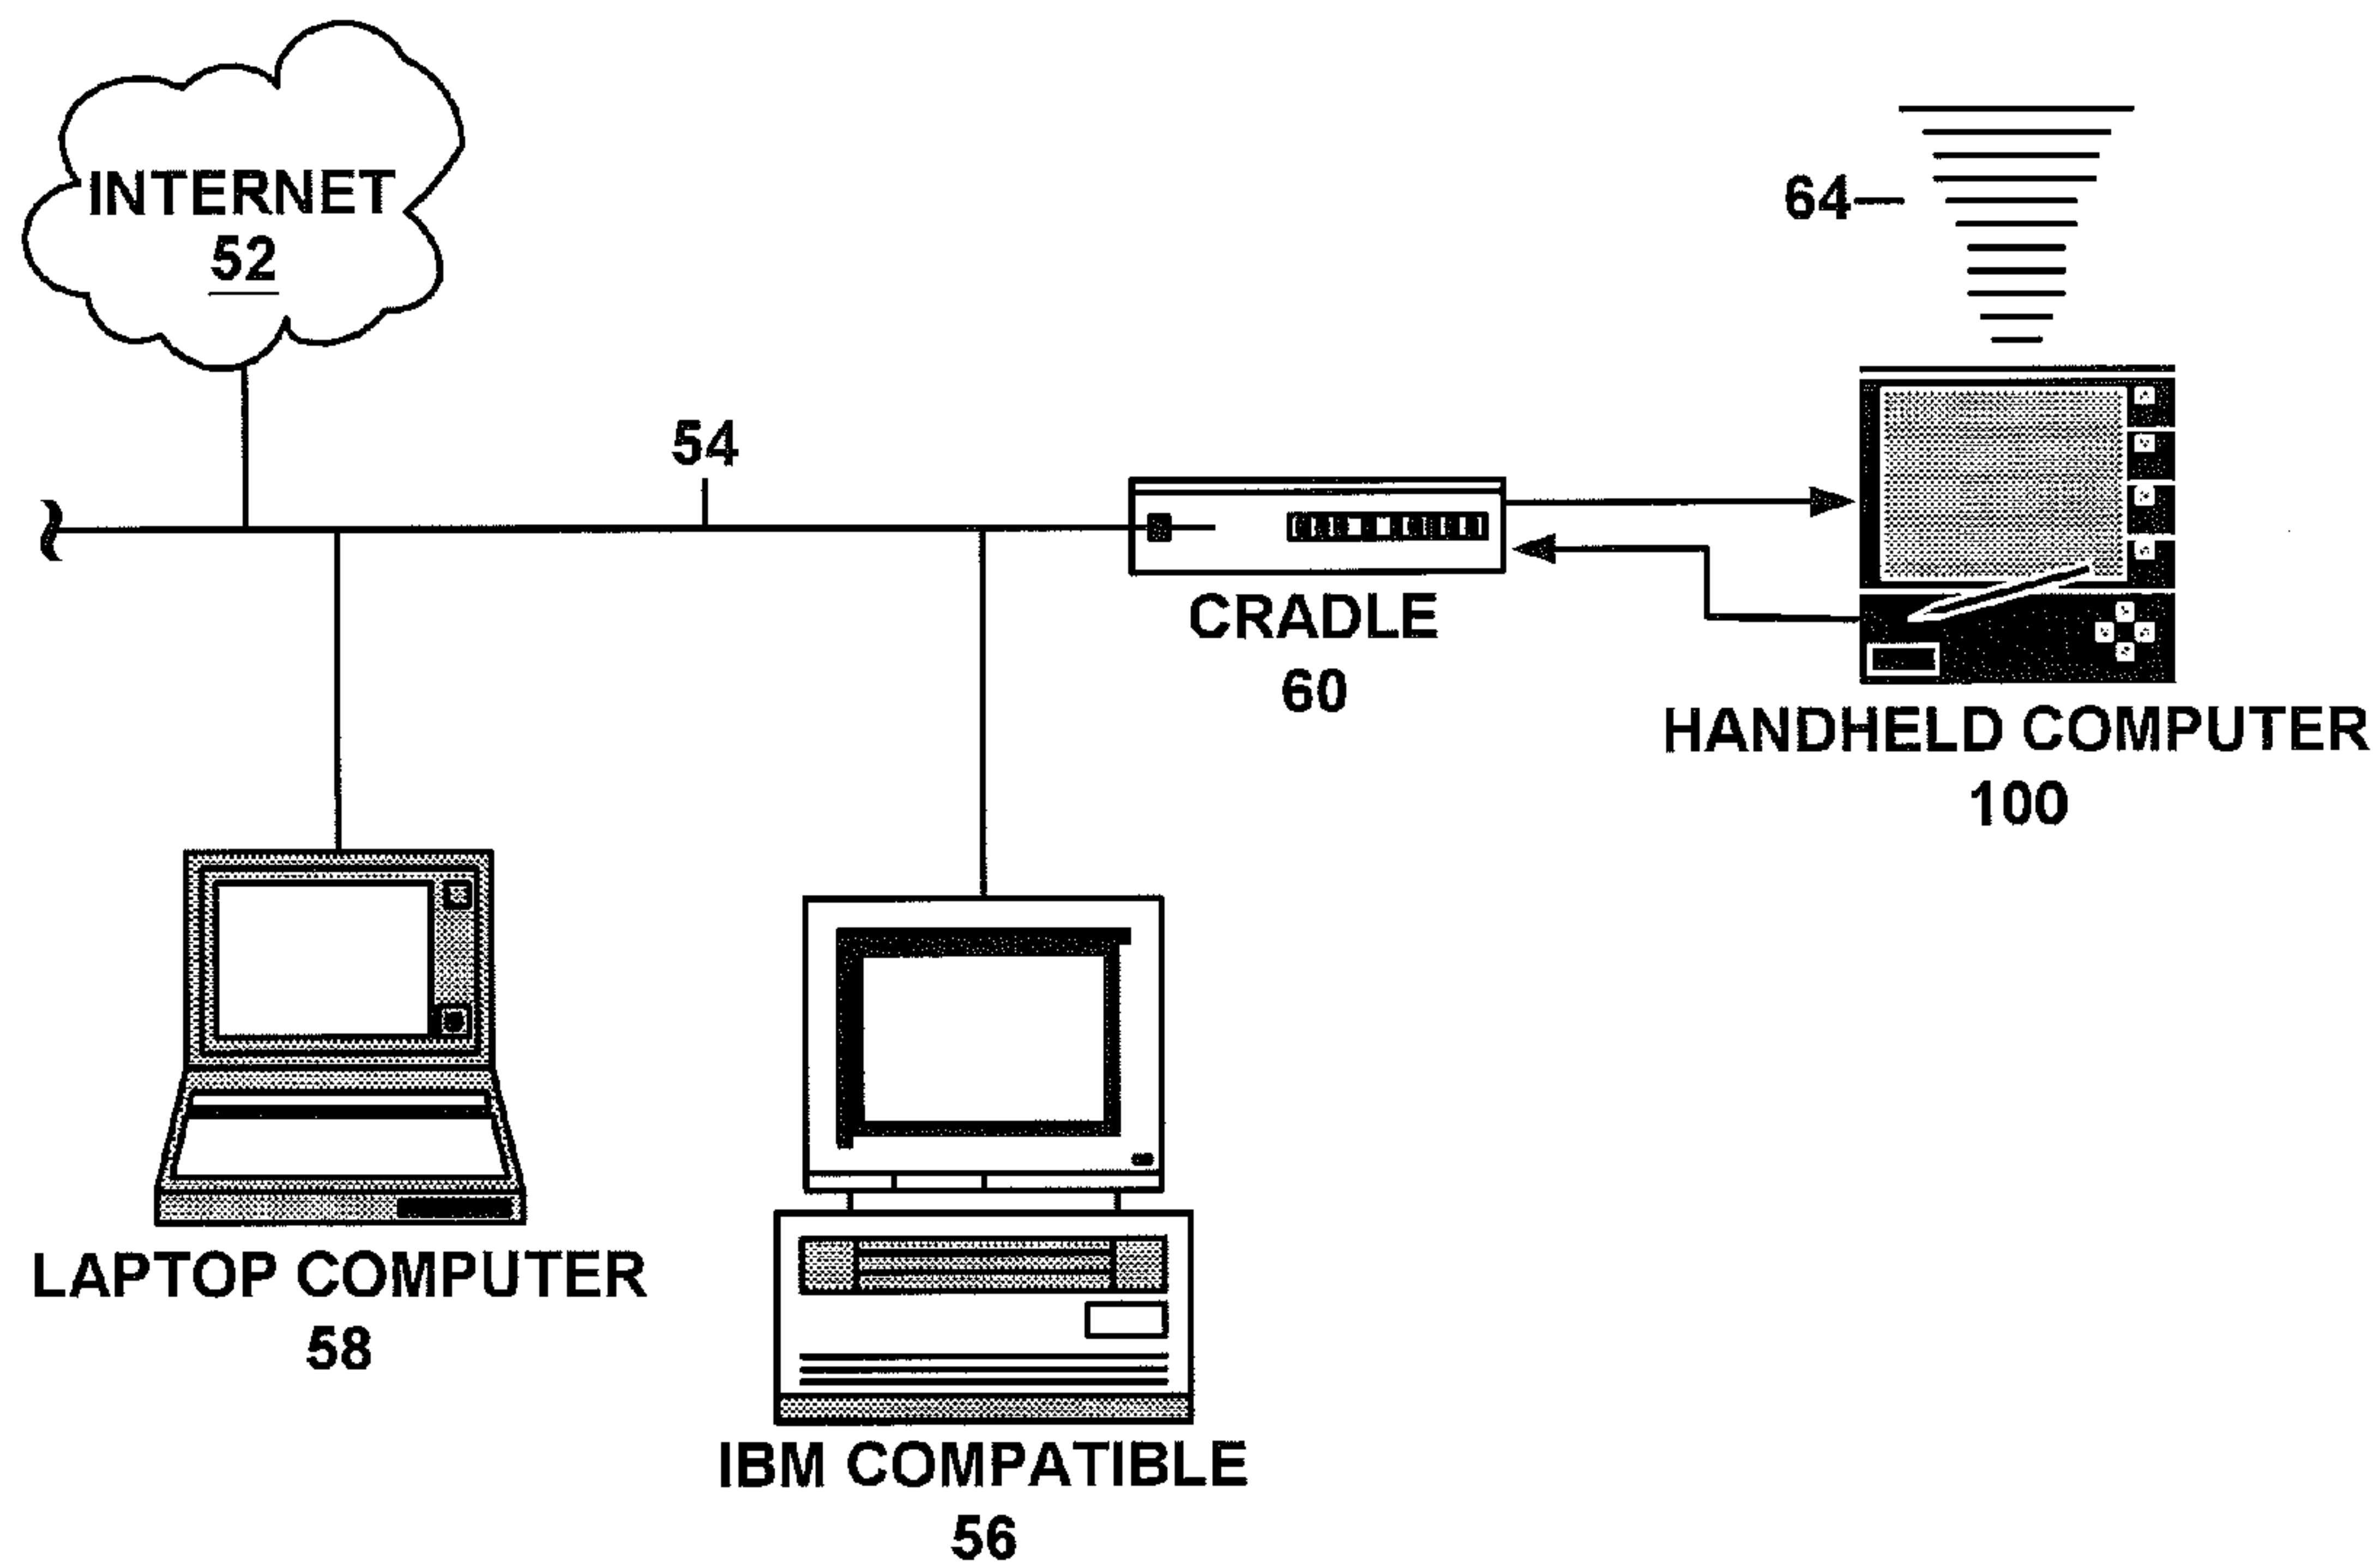 INTERNET
52
64
54
CRADLE
60
HANDHELD COMPUTER
100
LAPTOP COMPUTER
58
IBM COMPATIBLE
56